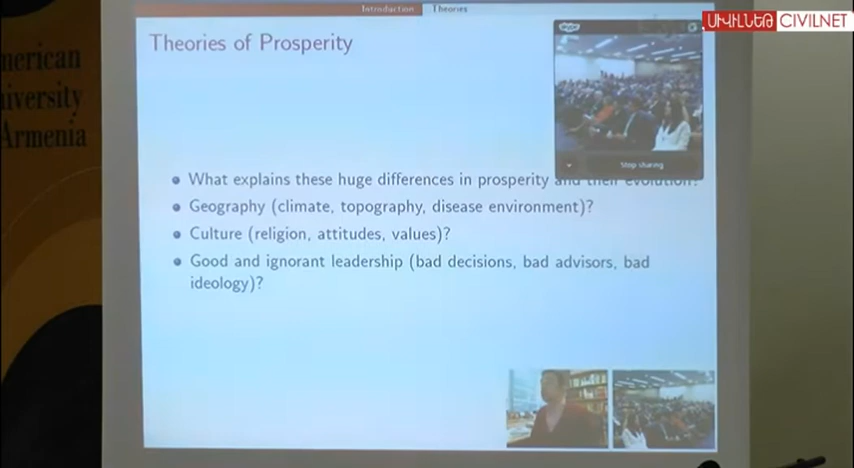 Introduction Theories
ՍԻՎԻԼՆԵԹ CIVILNET
Theories of Prosperity
merican
iversity
Armenia
skype
Stop sharing
What explains these huge differences in prosperity and their evolution?
Geography (climate, topography, disease environment)?
Culture (religion, attitudes, values)?
Good and ignorant leadership (bad decisions, bad advisors, bad
ideology)?